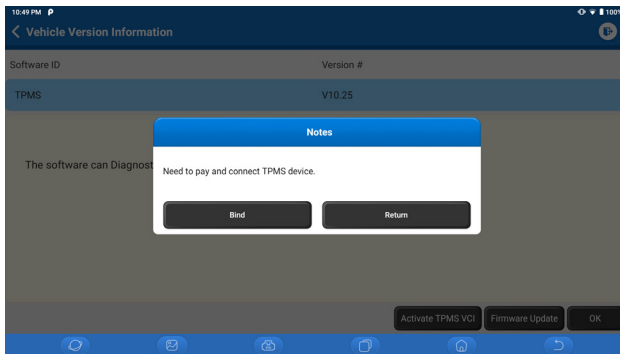 10:49 PM P 100%
Vehicle Version Information
Software ID Version #
TPMS V10.25
Notes
The software can Diagnost
Need to pay and connect TPMS device.
Bind Return
Activate TPMS VCI Firmware Update OK